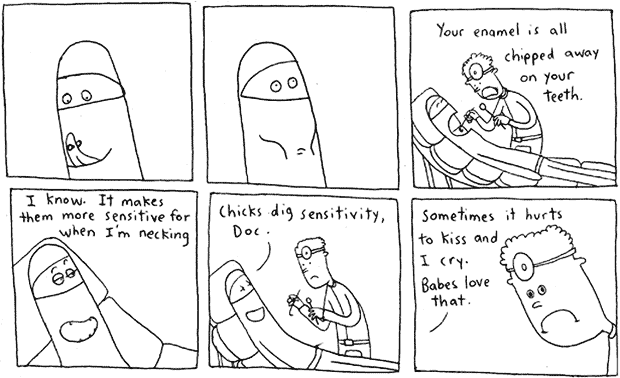 Your enamel is all
chipped away
on your
teeth.
I know. It makes
them more sensitive for
when I'm necking
Chicks dig sensitivity,
Doc.
Sometimes it hurts
to kiss and
I cry.
Babes love
that.